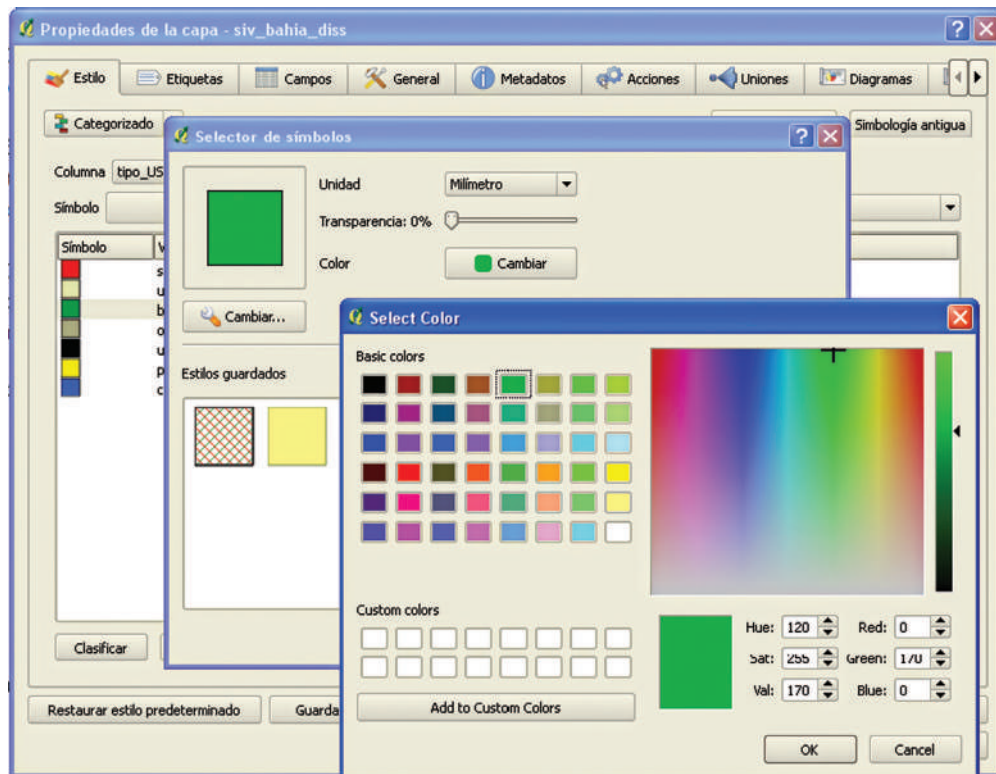 Propiedades de la capa - siv_bahia_diss
Estilo Etiquetas Campos General Metadatos Acciones Uniones Diagramas
Categorizado Simbología antigua
Selector de símbolos
Columna tipo_US
Unidad Milímetro
Símbolo
Transparencia: 0%
Símbolo V
Color Cambiar
s
u
b
o
u
p
c
Cambiar...
Estilos guardados
Select Color
Basic colors
Custom colors
Hue: 120 Red: 0
Sat: 255 Green: 170
Val: 170 Blue: 0
Add to Custom Colors
OK Cancel
Clasificar
Restaurar estilo predeterminado Guarda